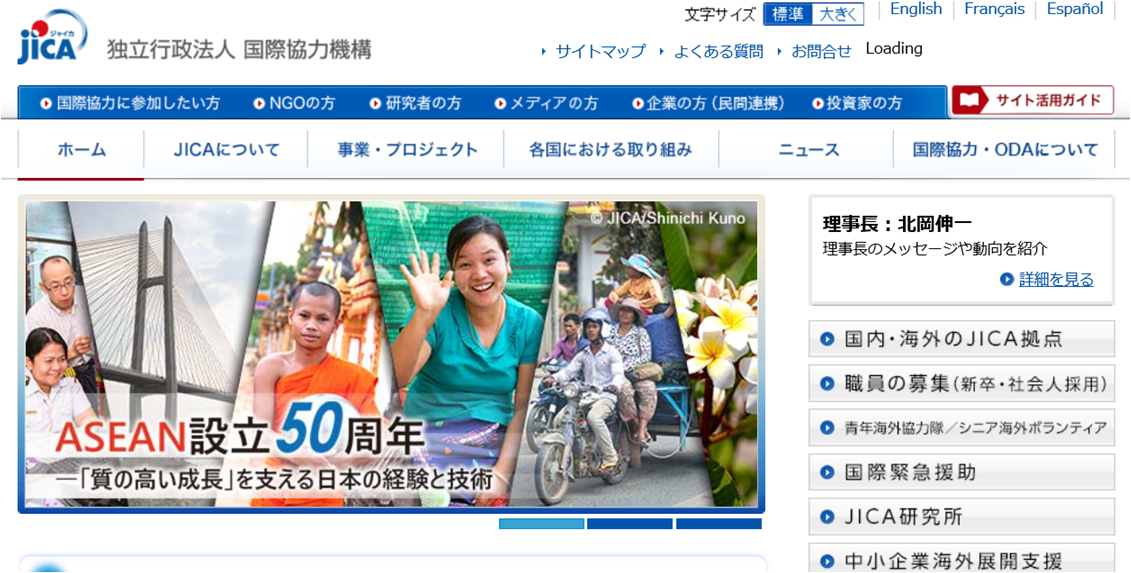 文字サイズ 標準 大きく English Français Español
ジャイカ
JICA 独立行政法人 国際協力機構
サイトマップ よくある質問 お問合せ Loading
国際協力に参加したい方 NGOの方 研究者の方 メディアの方 企業の方（民間連携） 投資家の方 サイト活用ガイド
ホーム JICAについて 事業・プロジェクト 各国における取り組み ニュース 国際協力・ODAについて
© JICA/Shinichi Kuno
ASEAN設立50周年
―「質の高い成長」を支える日本の経験と技術
理事長：北岡伸一
理事長のメッセージや動向を紹介
詳細を見る
国内・海外のJICA拠点
職員の募集（新卒・社会人採用）
青年海外協力隊／シニア海外ボランティア
国際緊急援助
JICA研究所
中小企業海外展開支援